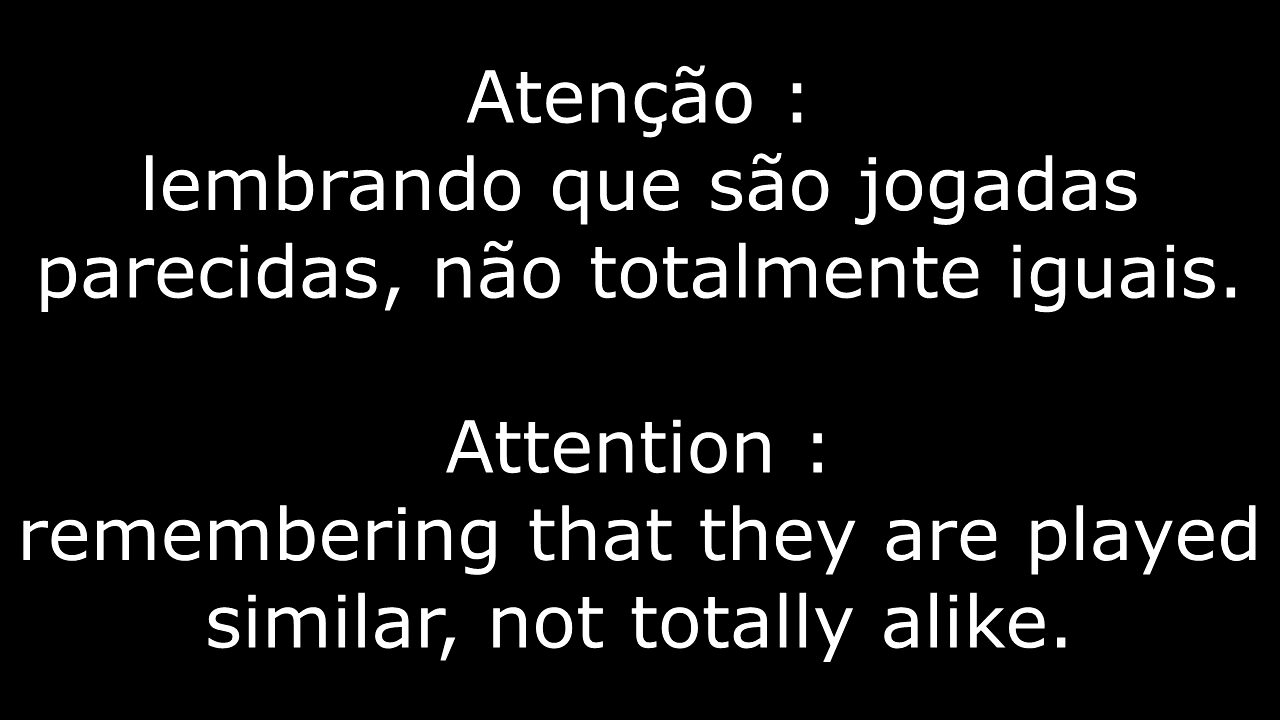 Atenção :
lembrando que são jogadas
parecidas, não totalmente iguais.
Attention :
remembering that they are played
similar, not totally alike.